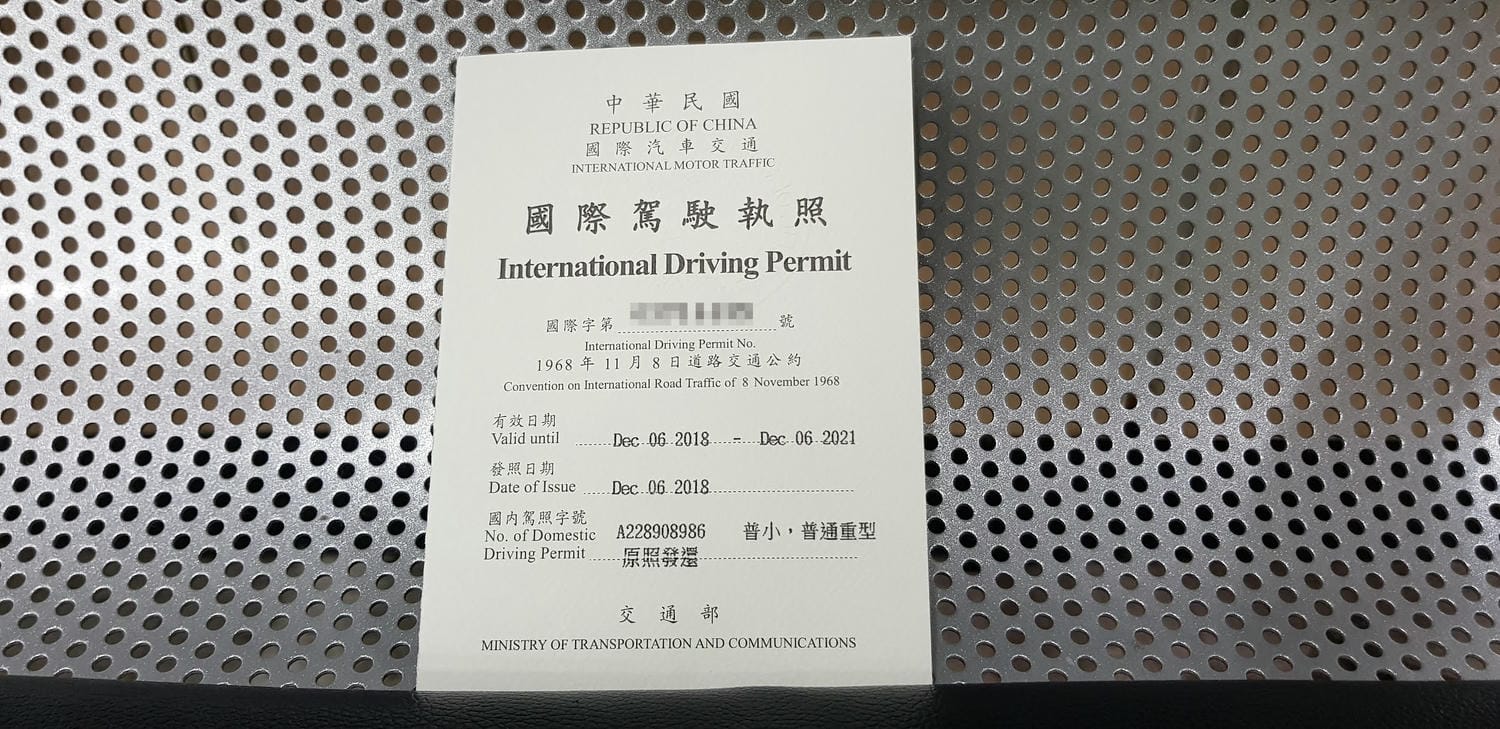 中華民國
REPUBLIC OF CHINA
國際汽車交通
INTERNATIONAL MOTOR TRAFFIC
國際駕駛執照
International Driving Permit
國際字第 號
International Driving Permit No.
1968年11月8日道路交通公約
Convention on International Road Traffic of 8 November 1968
有效日期
Valid until Dec 06 2018 - Dec 06 2021
發照日期
Date of Issue Dec 06 2018
國內駕照字號
No. of Domestic A228908986 普小，普通重型
Driving Permit 原照發還
交通部
MINISTRY OF TRANSPORTATION AND COMMUNICATIONS